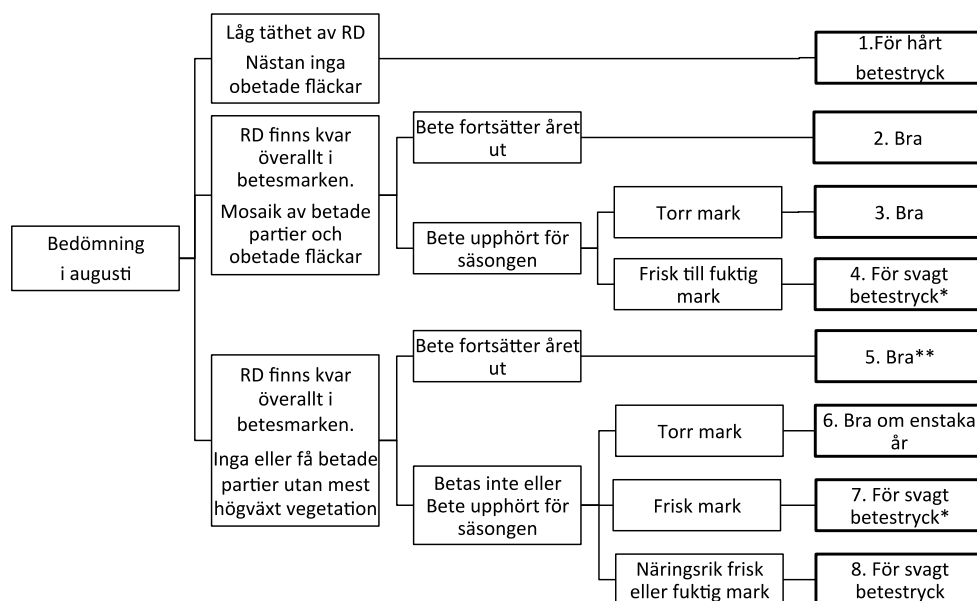 Bedömning
i augusti
Låg täthet av RD
Nästan inga
obetade fläckar
1.För hårt
betestryck
RD finns kvar
överallt i
betesmarken.
Mosaik av betade
partier och
obetade fläckar
Bete fortsätter året
ut
2. Bra
Bete upphört för
säsongen
Torr mark
3. Bra
Frisk till fuktig
mark
4. För svagt
betestryck*
RD finns kvar
överallt i
betesmarken.
Inga eller få betade
partier utan mest
högväxt vegetation
Bete fortsätter året
ut
5. Bra**
Betas inte eller
Bete upphört för
säsongen
Torr mark
6. Bra om enstaka
år
Frisk mark
7. För svagt
betestryck*
Näringsrik frisk
eller fuktig mark
8. För svagt
betestryck